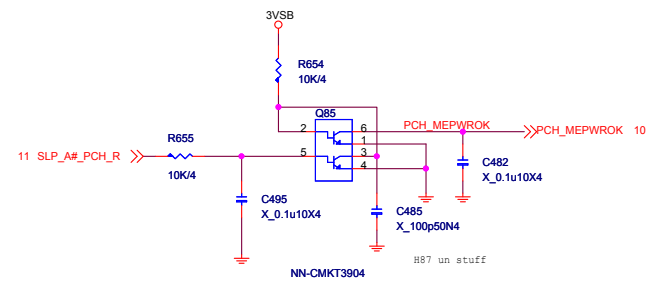 3VSB
R654
10K/4
Q85
2
6
PCH_MEPWROK
PCH_MEPWROK 10
1
R655
11 SLP_A#_PCH_R
5
3
4
10K/4
C482
X_0.1u10X4
C495
X_0.1u10X4
C485
X_100p50N4
H87 un stuff
NN-CMKT3904